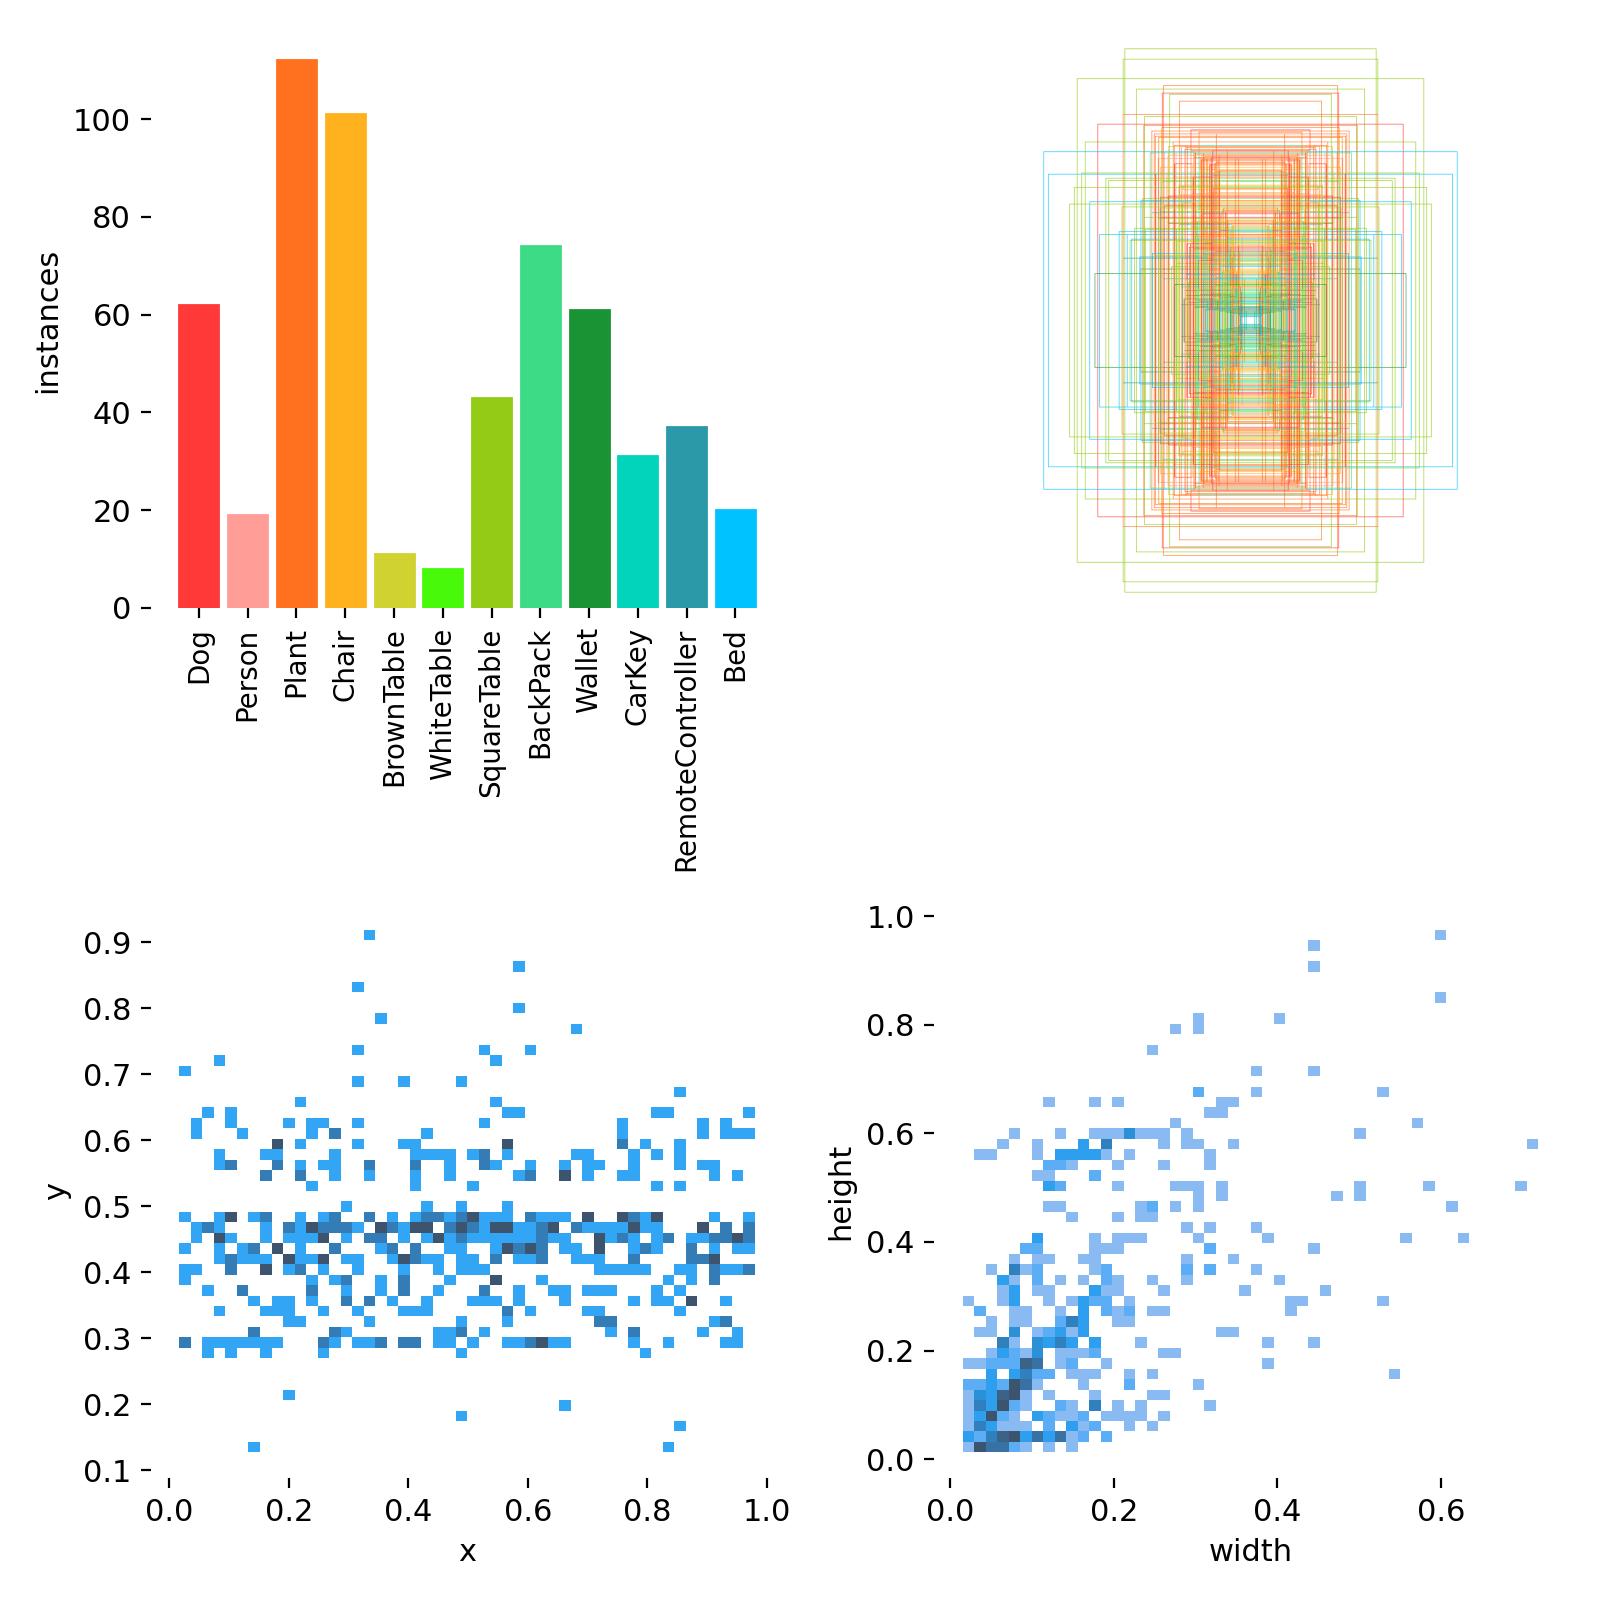 instances
100
80
60
40
20
0
Dog
Person
Plant
Chair
BrownTable
WhiteTable
SquareTable
BackPack
Wallet
CarKey
RemoteController
Bed
y
0.9
0.8
0.7
0.6
0.5
0.4
0.3
0.2
0.1
0.0 0.2 0.4 0.6 0.8 1.0
x
height
1.0
0.8
0.6
0.4
0.2
0.0
0.0 0.2 0.4 0.6
width